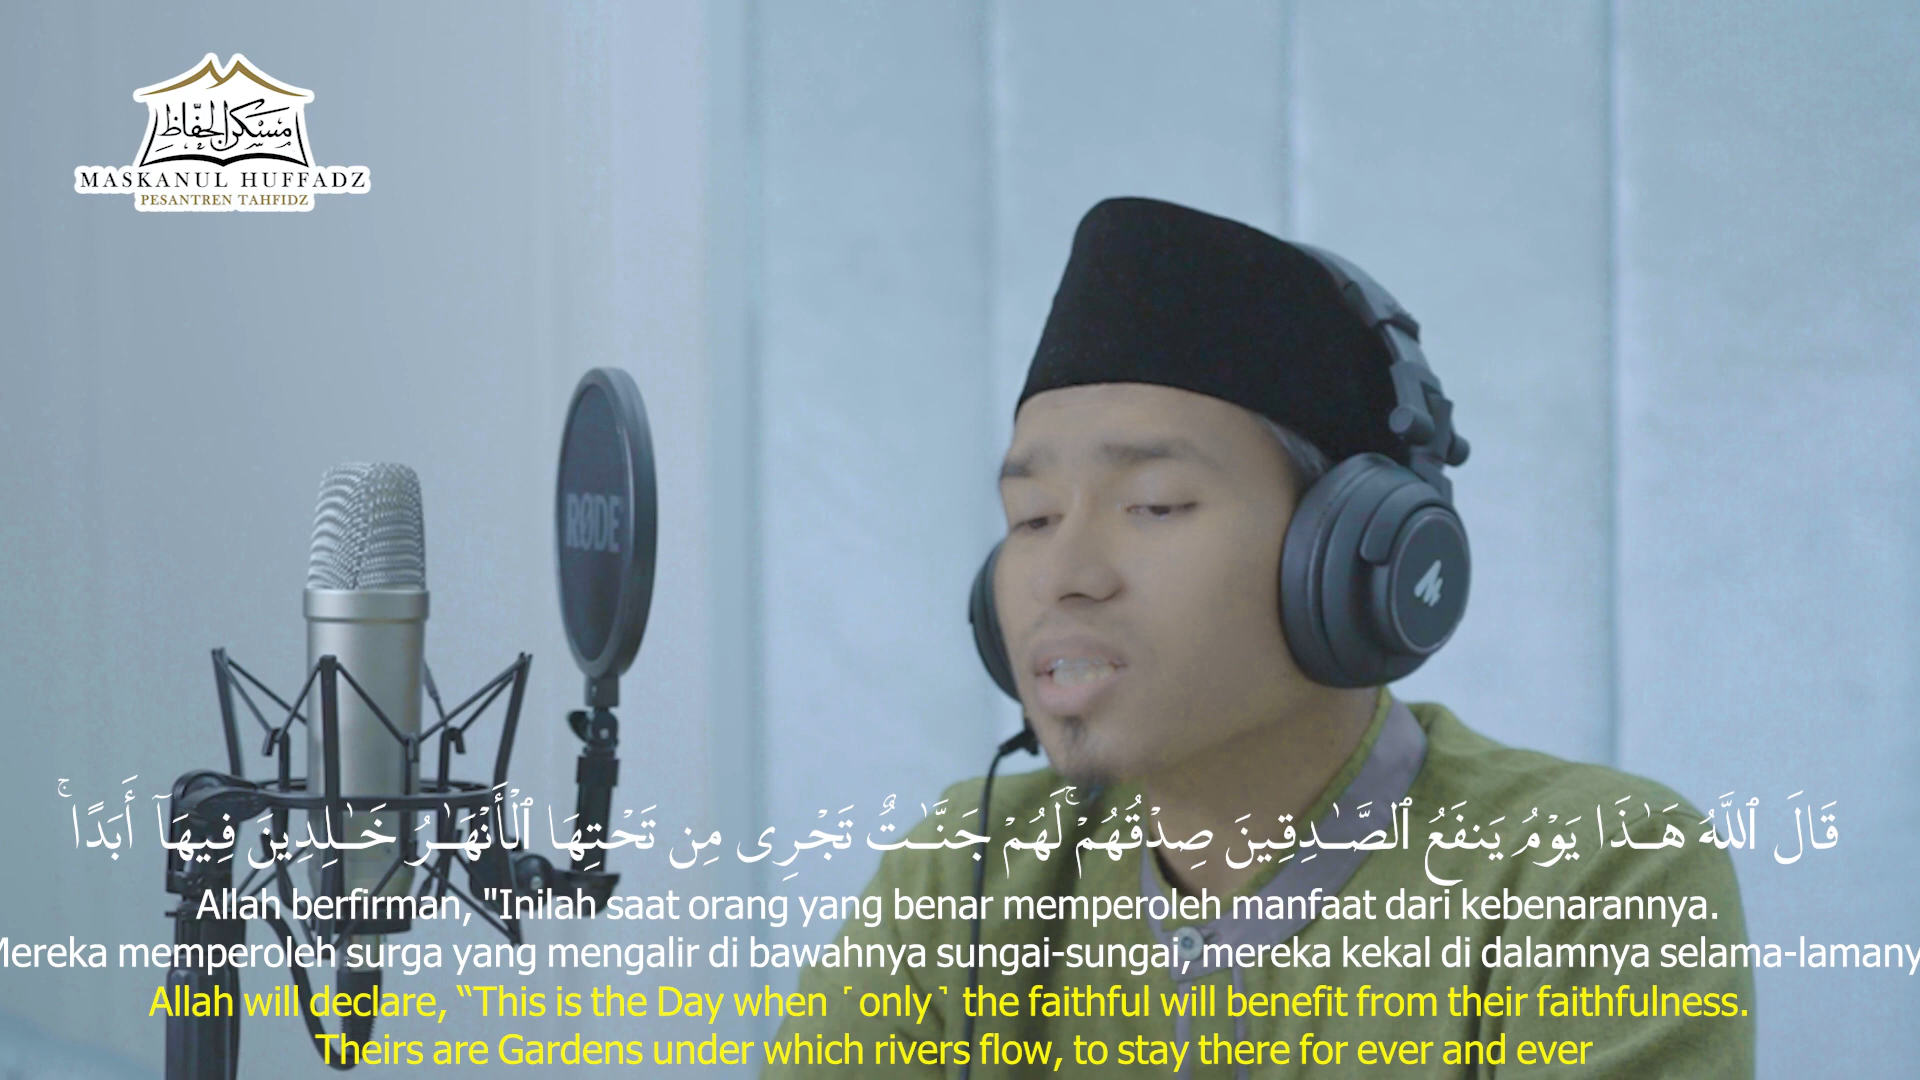 مسكن الحفاظ
MASKANUL HUFFADZ
PESANTREN TAHFIDZ
RØDE
قَالَ ٱللَّهُ هَـٰذَا يَوْمُ يَنفَعُ ٱلصَّـٰدِقِينَ صِدْقُهُمْ ۚ لَهُمْ جَنَّـٰتٌ تَجْرِى مِن تَحْتِهَا ٱلْأَنْهَـٰرُ خَـٰلِدِينَ فِيهَآ أَبَدًا ۚ
Allah berfirman, "Inilah saat orang yang benar memperoleh manfaat dari kebenarannya.
Mereka memperoleh surga yang mengalir di bawahnya sungai-sungai, mereka kekal di dalamnya selama-lamany
Allah will declare, “This is the Day when ˹only˺ the faithful will benefit from their faithfulness.
Theirs are Gardens under which rivers flow, to stay there for ever and ever